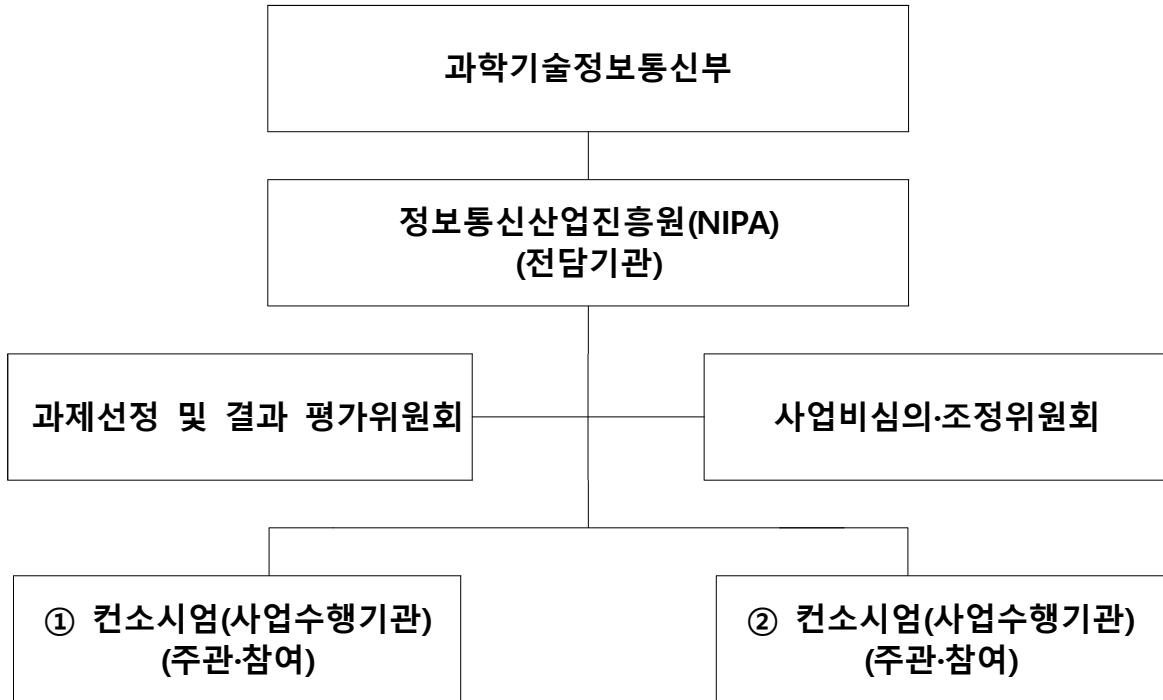 과학기술정보통신부
정보통신산업진흥원(NIPA)
(전담기관)
과제선정 및 결과 평가위원회
사업비심의·조정위원회
① 컨소시엄(사업수행기관)
(주관·참여)
② 컨소시엄(사업수행기관)
(주관·참여)